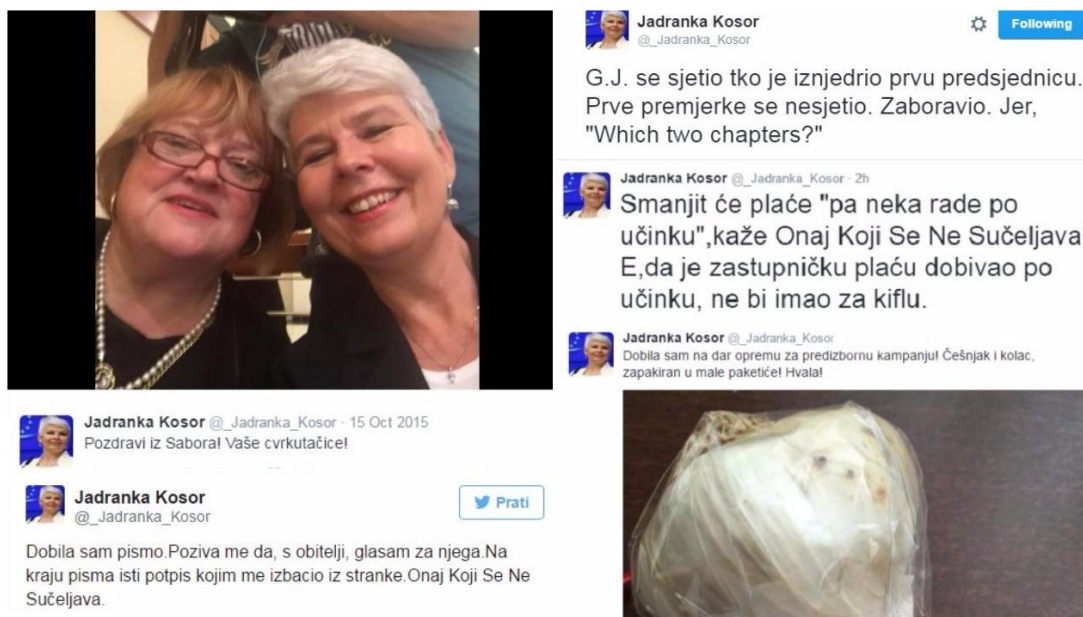 Jadranka Kosor @_Jadranka_Kosor · 15 Oct 2015
Pozdravi iz Sabora! Vaše cvrkutačice!
Jadranka Kosor
@_Jadranka_Kosor
Prati
Dobila sam pismo.Poziva me da, s obitelji, glasam za njega.Na
kraju pisma isti potpis kojim me izbacio iz stranke.Onaj Koji Se Ne
Sučeljava.
Jadranka Kosor
@_Jadranka_Kosor
Following
G.J. se sjetio tko je iznjedrio prvu predsjednicu.
Prve premjerke se nesjetio. Zaboravio. Jer,
"Which two chapters?"
Jadranka Kosor @_Jadranka_Kosor · 2h
Smanjit će plaće "pa neka rade po
učinku",kaže Onaj Koji Se Ne Sučeljava
E,da je zastupničku plaću dobivao po
učinku, ne bi imao za kiflu.
Jadranka Kosor @_Jadranka_Kosor
Dobila sam na dar opremu za predizbornu kampanju! Češnjak i kolac,
zapakiran u male paketiće! Hvala!